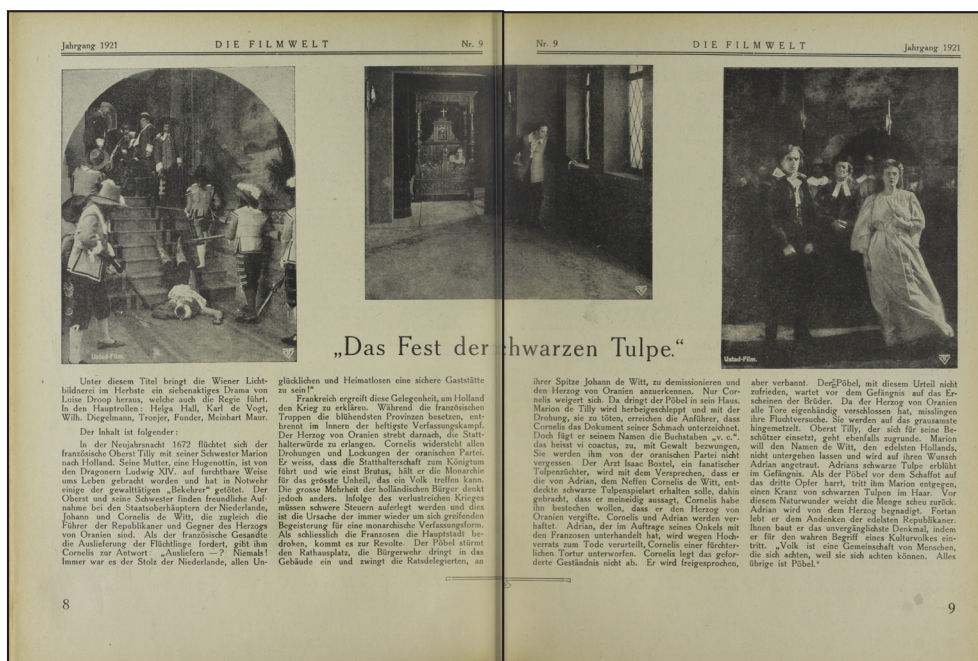 Jahrgang 1921 DIE FILMWELT Nr. 9
Nr. 9 DIE FILMWELT Jahrgang 1921
Ustad-Film.
Ustad-Film.
„Das Fest der chwarzen Tulpe.“
Unter diesem Titel bringt die Wiener Licht-
bildnerei im Herbste ein siebenaktiges Drama von
Luise Droop heraus, welche auch die Regie führt.
In den Hauptrollen: Helga Hall, Karl de Vogt,
Wilh. Diegelmann, Tronjer, Funder, Meinhart Maur.
Der Inhalt ist folgender:
In der Neujahrsnacht 1672 flüchtet sich der
französische Oberst Tilly mit seiner Schwester Marion
nach Holland. Seine Mutter, eine Hugenottin, ist von
den Dragonern Ludwig XIV. auf furchtbare Weise
ums Leben gebracht worden und hat in Notwehr
einige der gewalttätigen „Bekehrer“ getötet. Der
Oberst und seine Schwester finden freundliche Auf-
nahme bei den Staatsoberhäuptern der Niederlande,
Johann und Cornelis de Witt, die zugleich die
Führer der Republikaner und Gegner des Herzogs
von Oranien sind. Als der französische Gesandte
die Auslieferung der Flüchtlinge fordert, gibt ihm
Cornelis zur Antwort: „Ausliefern —? Niemals!
Immer war es der Stolz der Niederlande, allen Un-
glücklichen und Heimatlosen eine sichere Gaststätte
zu sein!“
Frankreich ergreift diese Gelegenheit, um Holland
den Krieg zu erklären. Während die französischen
Truppen die blühendsten Provinzen besetzen, ent-
brennt im Innern der heftigste Verfassungskampf.
Der Herzog von Oranien strebt darnach, die Statt-
halterwürde zu erlangen. Cornelis widersteht allen
Drohungen und Lockungen der oranischen Partei.
Er weiss, dass die Statthalterschaft zum Königtum
führt und wie einst Brutus, hält er die Monarchie
für das grösste Unheil, das ein Volk treffen kann.
Die grosse Mehrheit der holländischen Bürger denkt
jedoch anders. Infolge des verlustreichen Krieges
müssen schwere Steuern auferlegt werden und dies
ist die Ursache der immer wieder um sich greifenden
Begeisterung für eine monarchische Verfassungsform.
Als schliesslich die Franzosen die Hauptstadt be-
droken, kommt es zur Revolte. Der Pöbel stürmt
den Rathausplatz, die Bürgerwehr dringt in das
Gebäude ein und zwingt die Ratsdelegierten, an
ihrer Spitze Johann de Witt, zu demissionieren und
den Herzog von Oranien anzuerkennen. Nur Cor-
nelis weigert sich. Da dringt der Pöbel in sein Haus.
Marion de Tilly wird herbeigeschleppt und mit der
Drohung, sie zu töten, erreichen die Anführer, dass
Cornelis das Dokument seiner Schmach unterzeichnet.
Doch fügt er seinem Namen die Buchstaben „v. c.“.
das heisst vi coactus, zu, mit Gewalt bezwungen,
Sie werden ihm von der oranischen Partei nicht
vergessen. Der Arzt Isaac Boxtel, ein fanatischer
Tulpenzüchter, wird mit dem Versprechen, dass er
die von Adrian, dem Neffen Cornelis de Witt, ent-
deckte schwarze Tulpenspielart erhalten solle, dahin
gebracht, dass er meineidig aussagt, Cornelis habe
ihn bestechen wollen, dass er den Herzog von
Oranien vergifte. Cornelis und Adrian werden ver-
haftet. Adrian, der im Auftrage seines Onkels mit
den Franzosen unterhandelt hat, wird wegen Hoch-
verrats zum Tode verurteilt, Cornelis einer fürchter-
lichen Tortur unterworfen. Cornelis legt das gefor-
derte Geständnis nicht ab. Er wird freigesprochen,
aber verbannt. Der Pöbel, mit diesem Urteil nicht
zufrieden, wartet vor dem Gefängnis auf das Er-
scheinen der Brüder. Da der Herzog von Oranien
alle Tore eigenhändig verschlossen hat, misslingen
ihre Fluchtversuche. Sie werden auf das grausamste
hingemetzelt. Oberst Tilly, der sich für seine Be-
schützer einsetzt, geht ebenfalls zugrunde. Marion
will den Namen de Witt, den edelsten Hollands,
nicht untergehen lassen und wird auf ihren Wunsch
Adrian angetraut. Adrians schwarze Tulpe erblüht
im Gefängnis. Als der Pöbel vor dem Schaffot auf
das dritte Opfer harrt, tritt ihm Marion entgegen,
einen Kranz von schwarzen Tulpen im Haar. Vor
diesem Naturwunder weicht die Menge scheu zurück.
Adrian wird von dem Herzog begnadigt. Fortan
lebt er dem Andenken der edelsten Republikaner.
Ihnen baut er das unvergänglichste Denkmal, indem
er für den wahren Begriff eines Kulturvolkes ein-
tritt. „Volk ist eine Gemeinschaft von Menschen,
die sich achten, weil sie sich achten können. Alles
übrige ist Pöbel.“
8
9